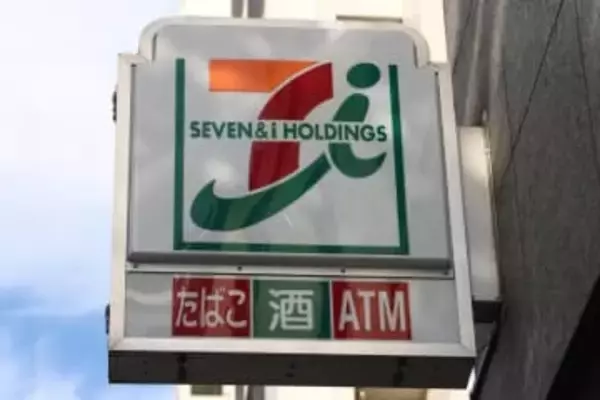 SEVEN&i HOLDINGS
たばこ 酒 ATM